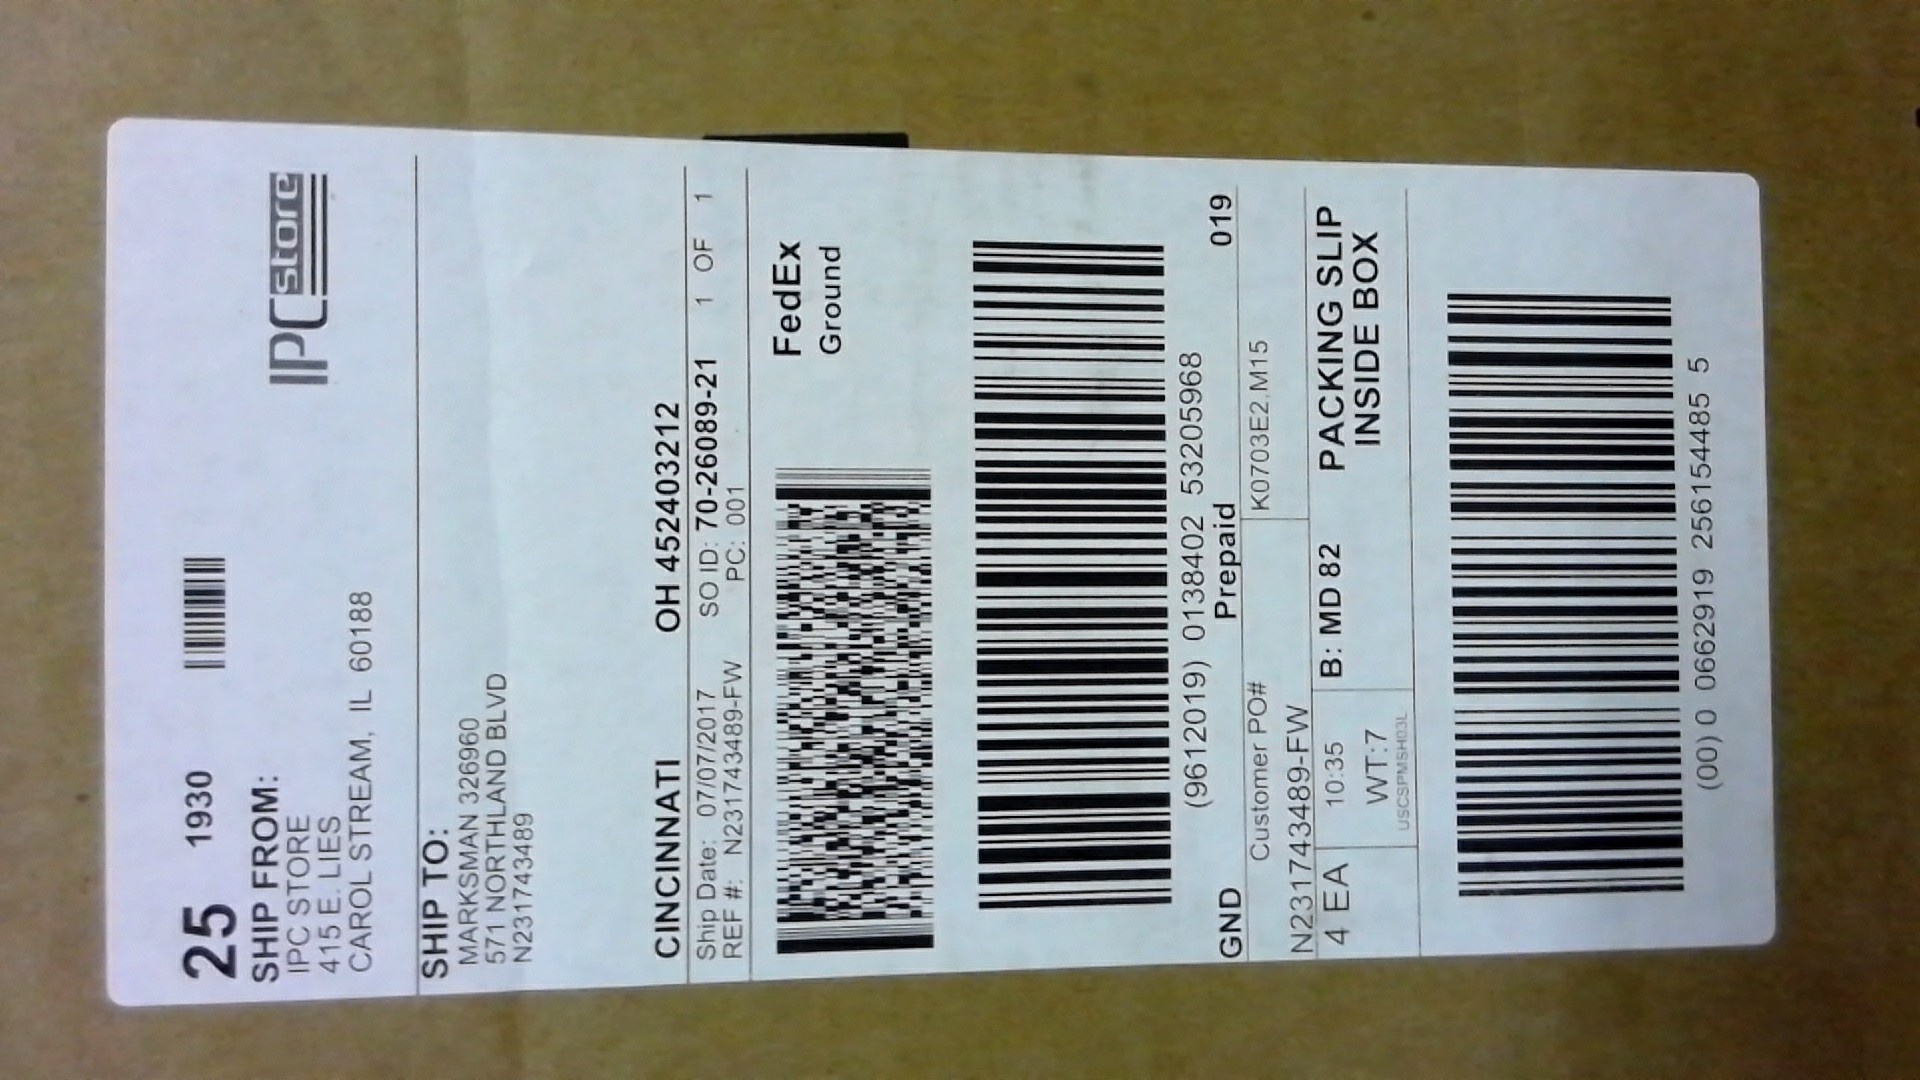 25 1930
IPC store
SHIP FROM:
IPC STORE
415 E. LIES
CAROL STREAM, IL 60188
SHIP TO:
MARKSMAN 326960
571 NORTHLAND BLVD
N231743489
CINCINNATI OH 452403212
Ship Date: 07/07/2017 SO ID: 70-26089-21 1 OF 1
REF #: N231743489-FW PC: 001
FedEx
Ground
(9612019) 0138402 53205968
GND Prepaid 019
Customer PO# K0703E2,M15
N231743489-FW
4 EA 10:35 B: MD 82 PACKING SLIP
WT:7 INSIDE BOX
USCSPMSH03L
(00) 0 0662919 256154485 5